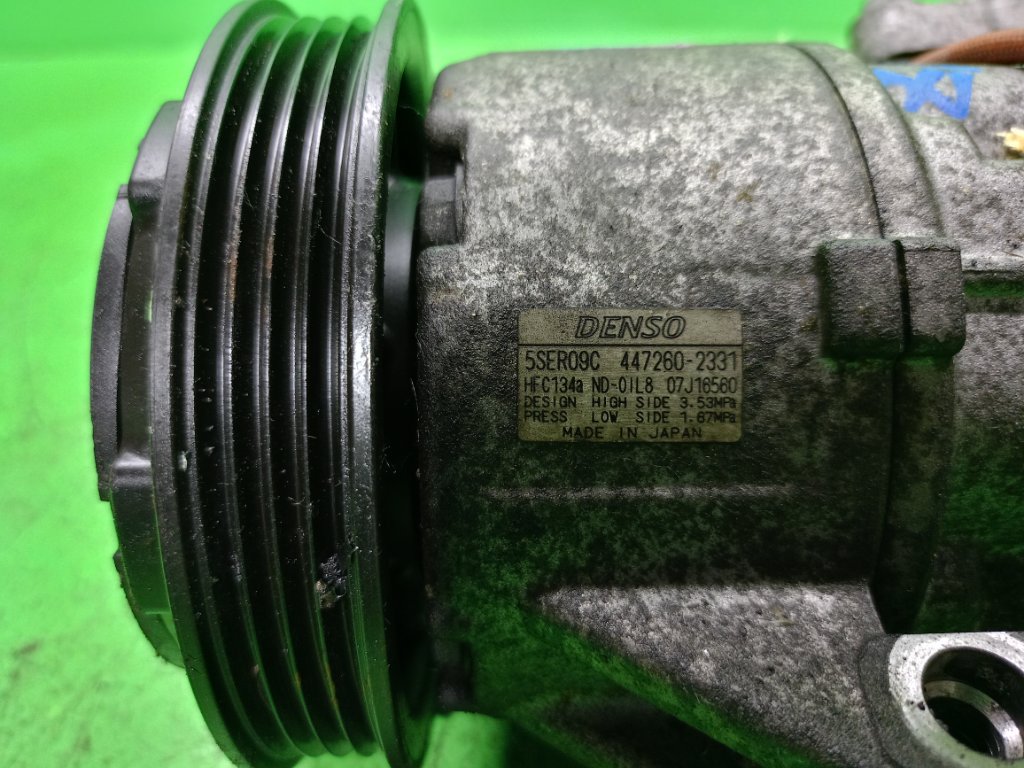 DENSO
5SER09C 447260-2331
HFC134a ND-OIL8 07J16560
DESIGN HIGH SIDE 3.53MPa
PRESS LOW SIDE 1.67MPa
MADE IN JAPAN